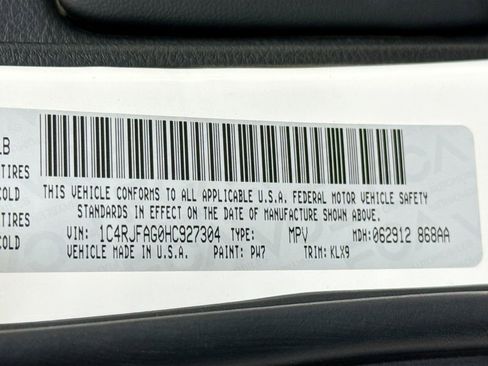 LB
TIRES
COLD
TIRES
COLD
THIS VEHICLE CONFORMS TO ALL APPLICABLE U.S.A. FEDERAL MOTOR VEHICLE SAFETY
STANDARDS IN EFFECT ON THE DATE OF MANUFACTURE SHOWN ABOVE.
VIN: 1C4RJFAG0HC927304 TYPE: MPV MDH: 062912 868AA
VEHICLE MADE IN U.S.A. PAINT: PW7 TRIM: KLX9